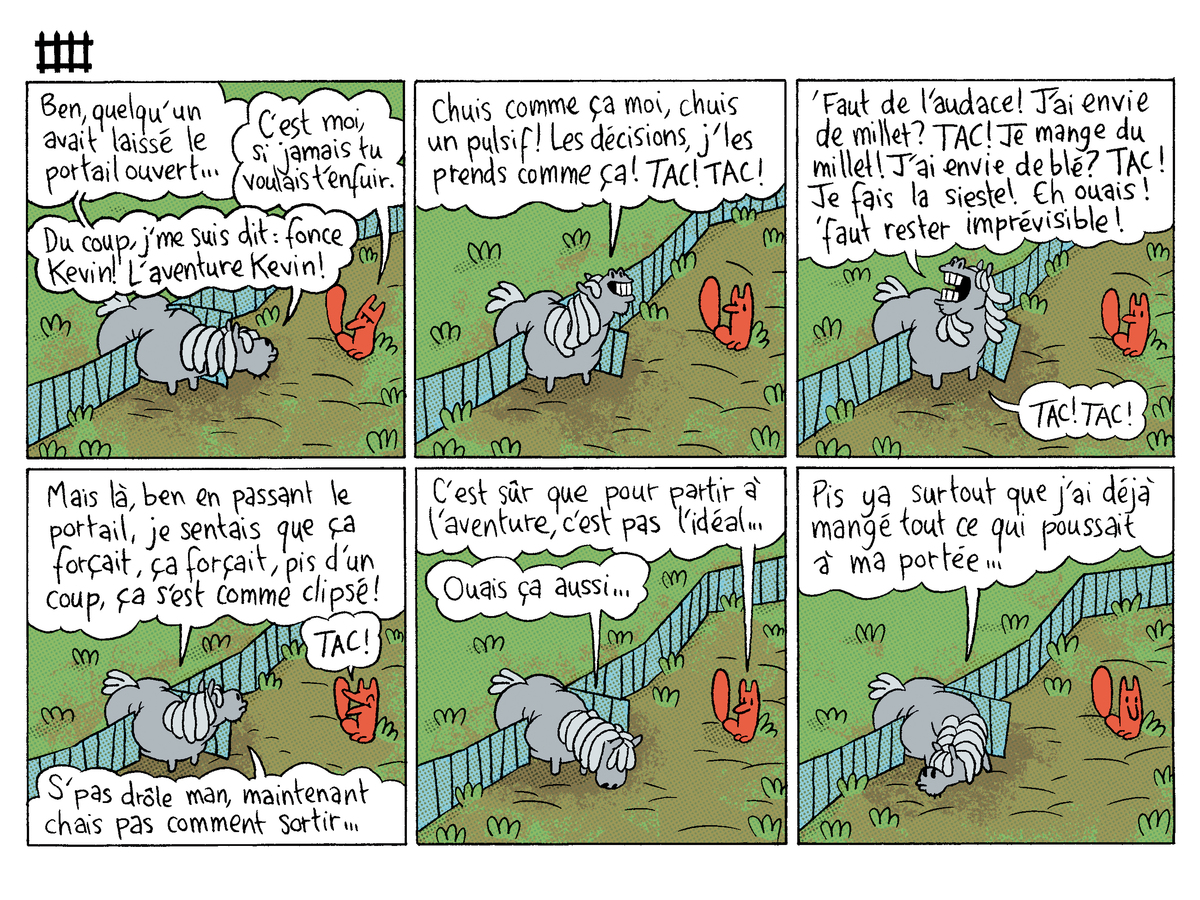 Ben, quelqu'un
avait laissé le
portail ouvert...
C'est moi,
si jamais tu
voulais t'enfuir.
Du coup, j'me suis dit : fonce
Kevin! L'aventure Kevin!
Chuis comme ça moi, chuis
un pulsif! Les décisions, j'les
prends comme ça! TAC! TAC!
'Faut de l'audace! J'ai envie
de millet? TAC! Je mange du
millet! J'ai envie de blé? TAC!
Je fais la sieste! Eh ouais!
'faut rester imprévisible!
TAC! TAC!
Mais là, ben en passant le
portail, je sentais que ça
forçait, ça forçait, pis d'un
coup, ça s'est comme clipsé!
TAC!
S'pas drôle man, maintenant
chais pas comment sortir...
C'est sûr que pour partir à
l'aventure, c'est pas l'idéal...
Ouais ça aussi...
Pis ya surtout que j'ai déjà
mangé tout ce qui poussait
à ma portée...